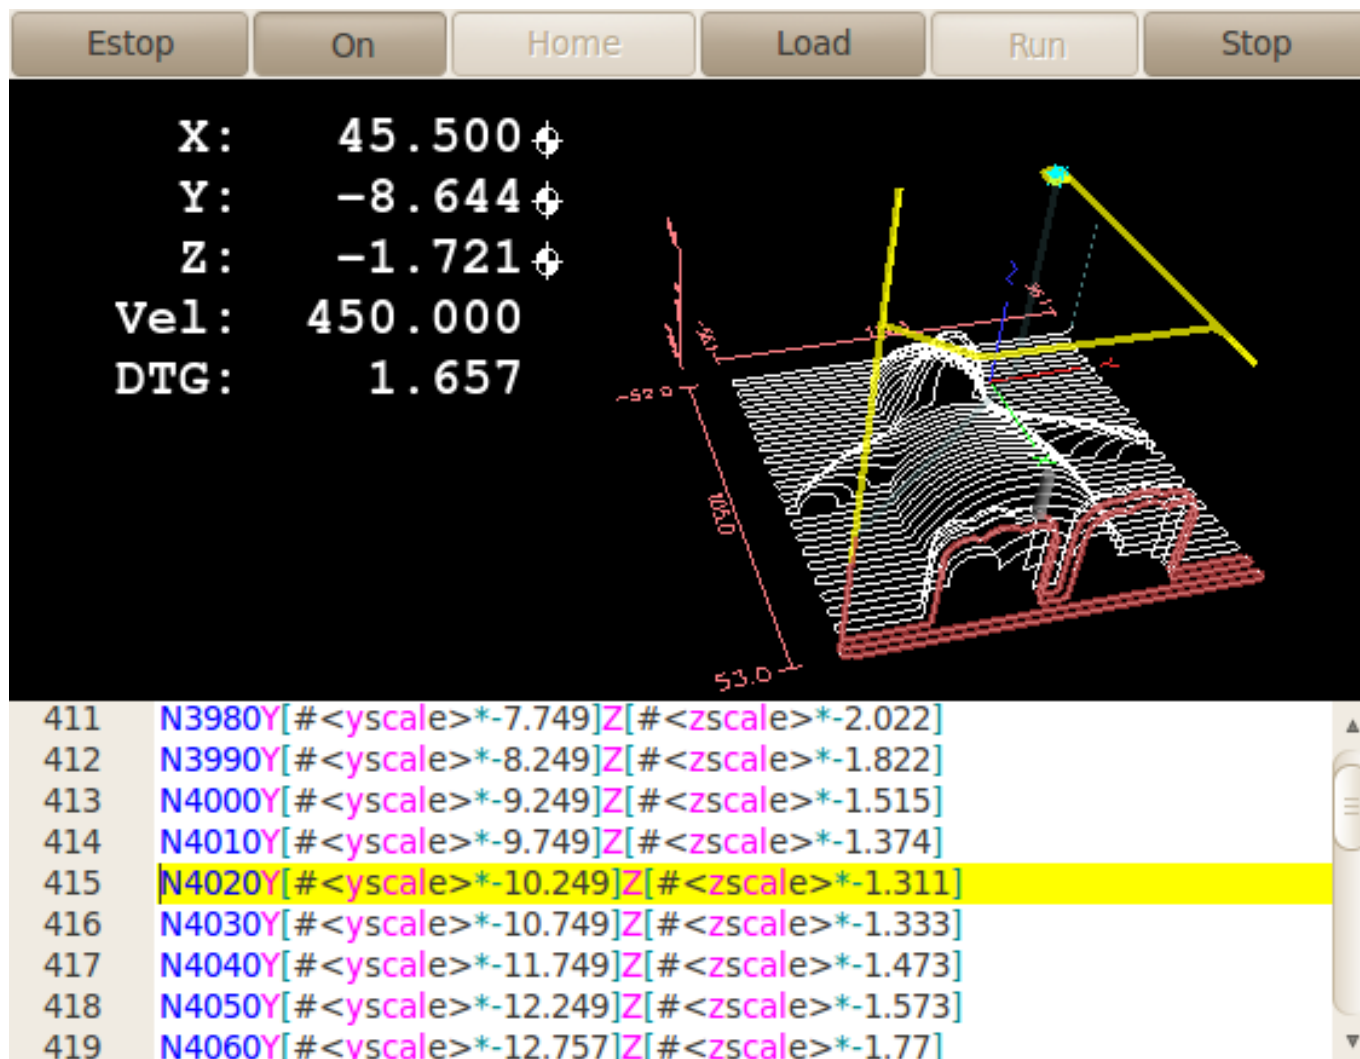 Estop On Home Load Run Stop
X: 45.500
Y: -8.644
Z: -1.721
Vel: 450.000
DTG: 1.657
-52.0
105.0
53.0
411 N3980Y[#<yscale>*-7.749]Z[#<zscale>*-2.022]
412 N3990Y[#<yscale>*-8.249]Z[#<zscale>*-1.822]
413 N4000Y[#<yscale>*-9.249]Z[#<zscale>*-1.515]
414 N4010Y[#<yscale>*-9.749]Z[#<zscale>*-1.374]
415 N4020Y[#<yscale>*-10.249]Z[#<zscale>*-1.311]
416 N4030Y[#<yscale>*-10.749]Z[#<zscale>*-1.333]
417 N4040Y[#<yscale>*-11.749]Z[#<zscale>*-1.473]
418 N4050Y[#<yscale>*-12.249]Z[#<zscale>*-1.573]
419 N4060Y[#<yscale>*-12.757]Z[#<zscale>*-1.77]